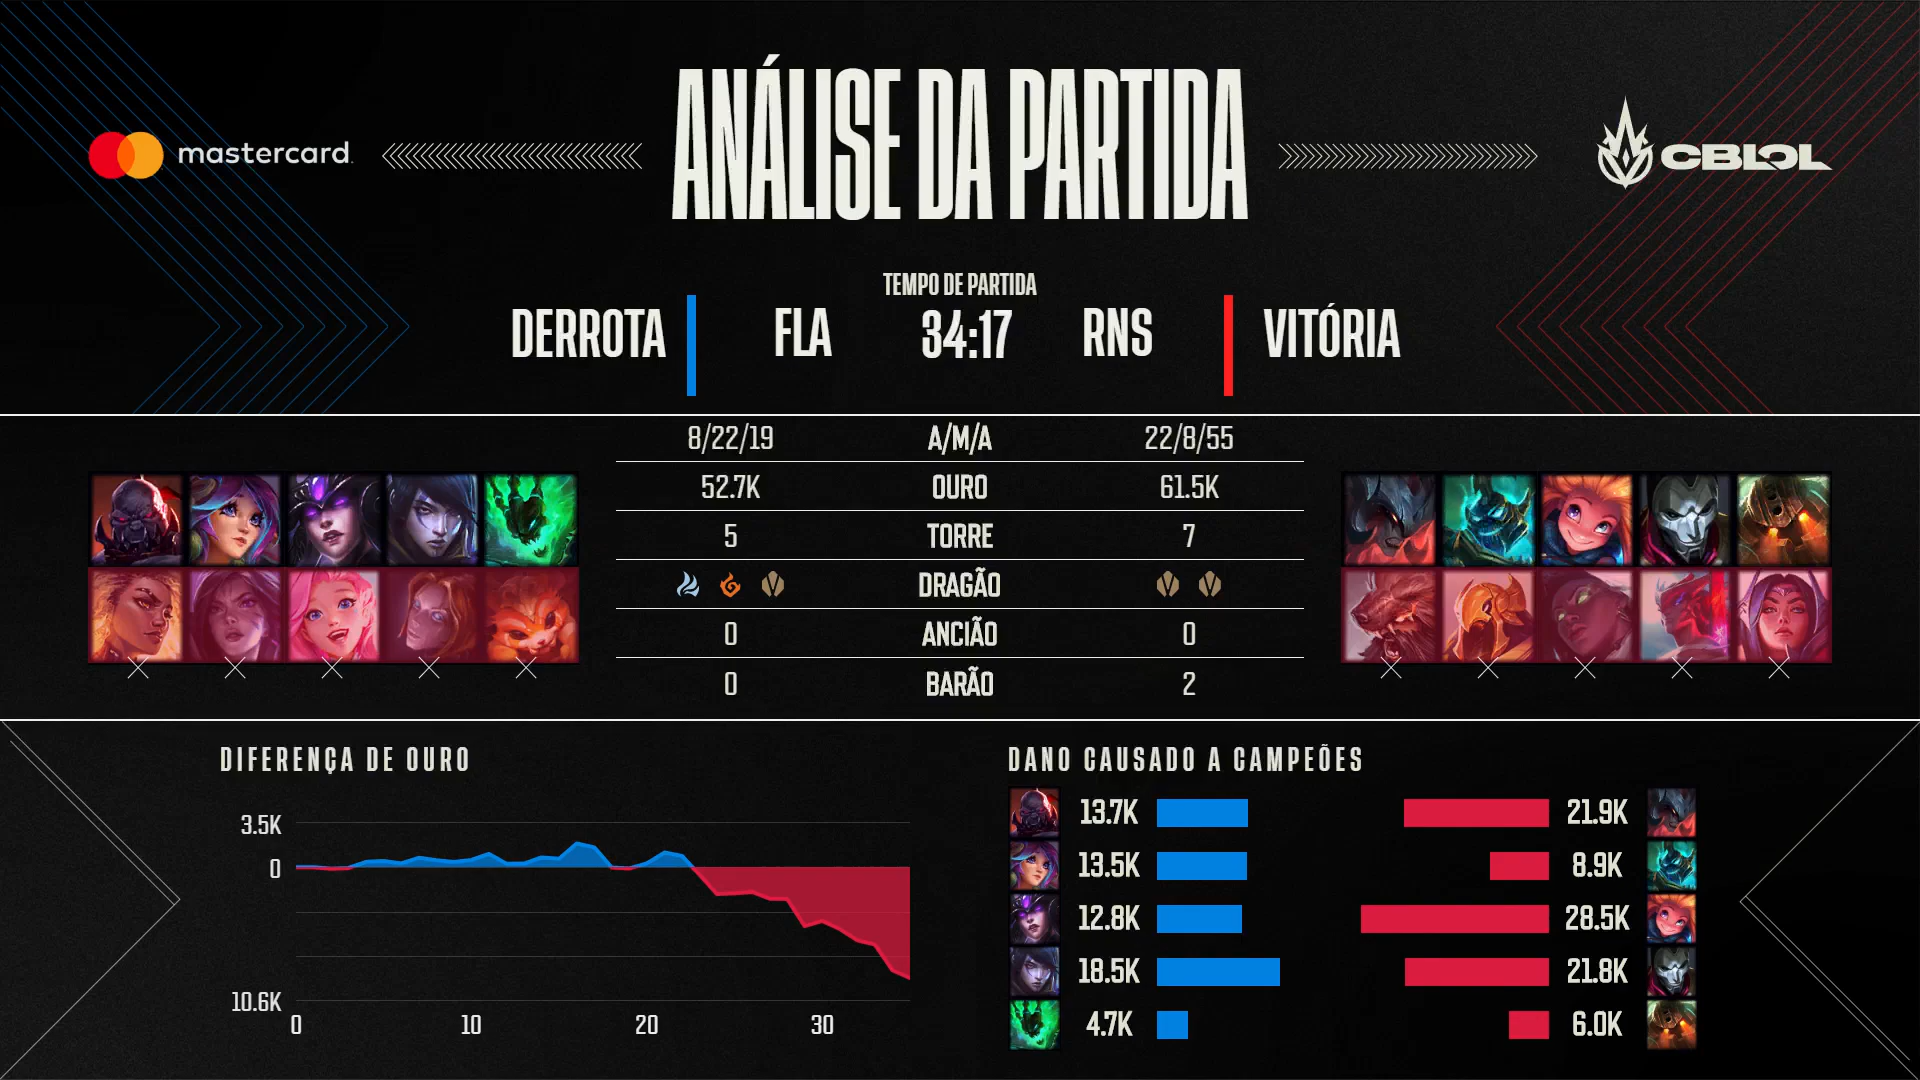 mastercard.
ANÁLISE DA PARTIDA
CBLOL
TEMPO DE PARTIDA
DERROTA FLA 34:17 RNS VITÓRIA
8/22/19 A/M/A 22/8/55
52.7K OURO 61.5K
5 TORRE 7
DRAGÃO
0 ANCIÃO 0
0 BARÃO 2
DIFERENÇA DE OURO
3.5K
0
10.6K
0 10 20 30
DANO CAUSADO A CAMPEÕES
13.7K 21.9K
13.5K 8.9K
12.8K 28.5K
18.5K 21.8K
4.7K 6.0K